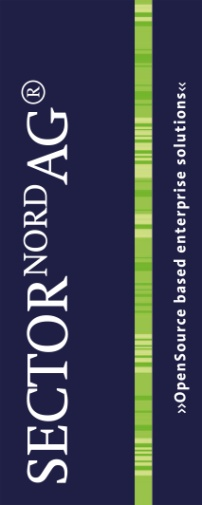 SECTOR NORD AG®
»OpenSource based enterprise solutions«